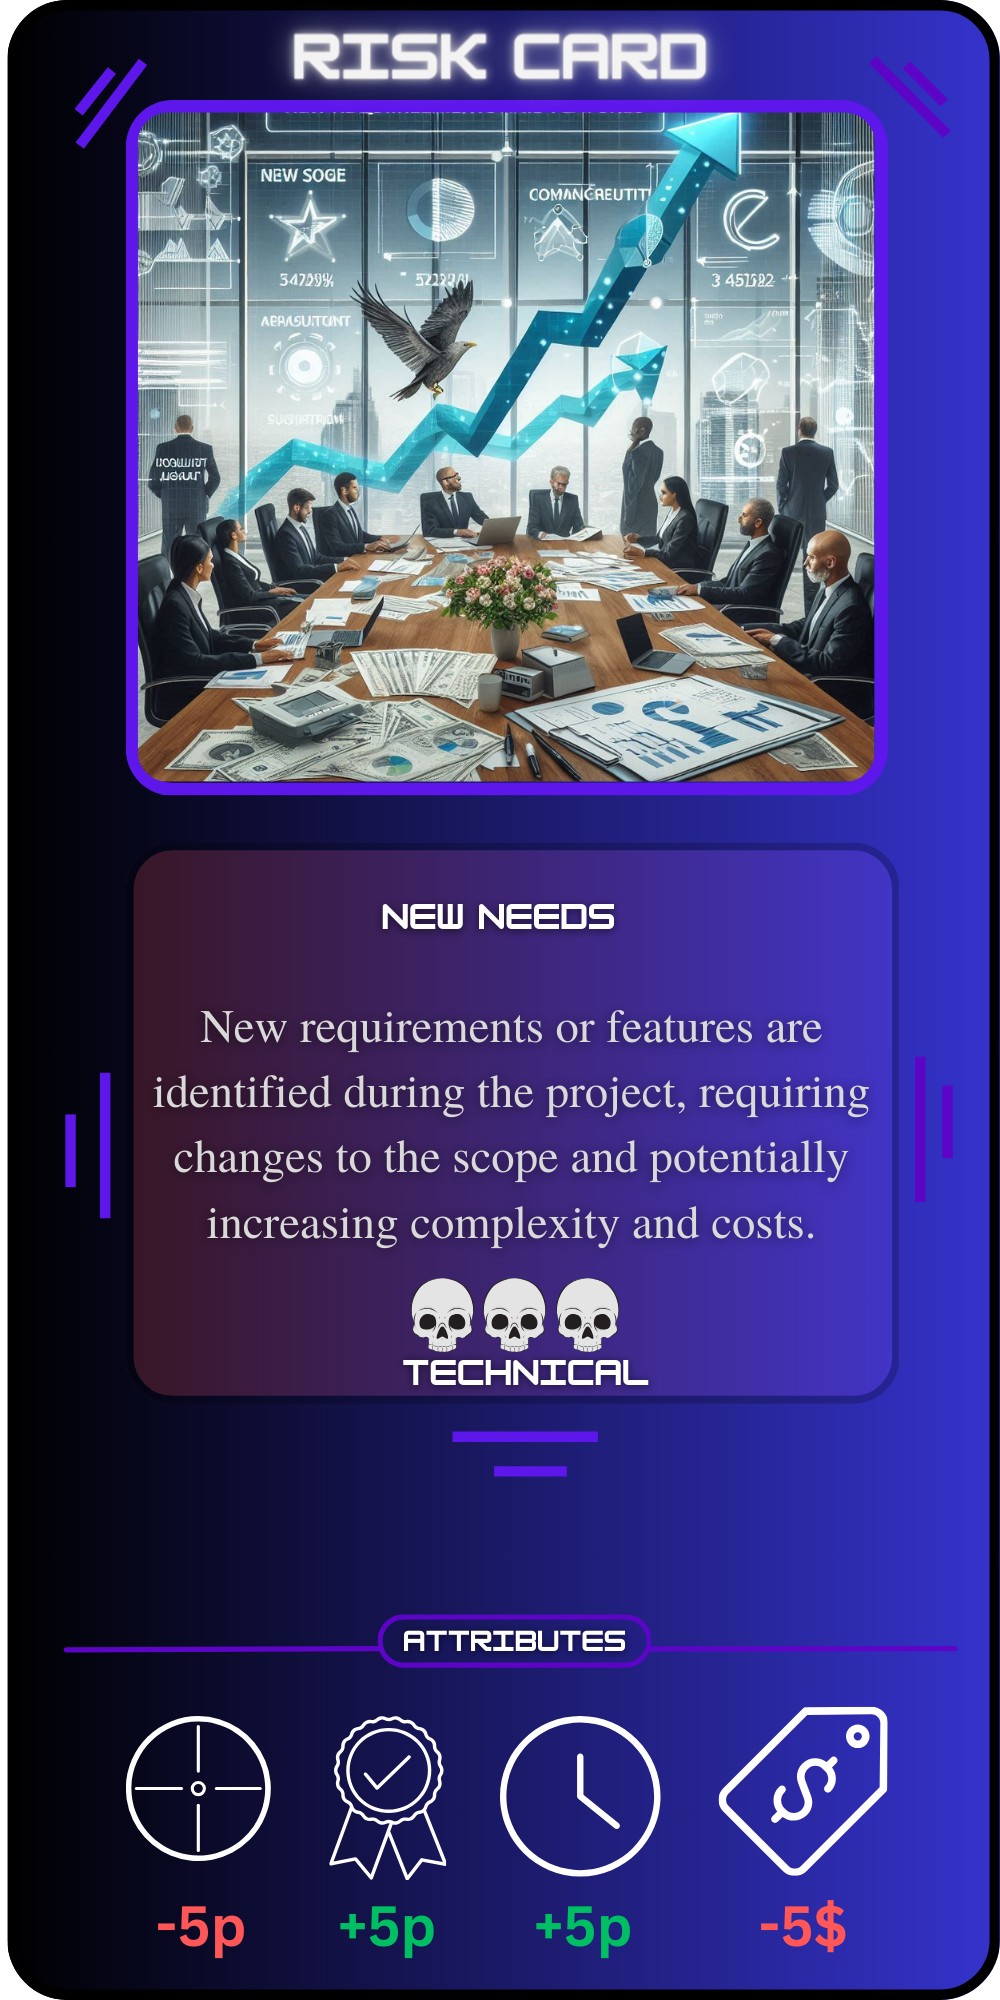 RISK CARD
NEW SOGE
COMANCREUTITI
NEW NEEDS
New requirements or features are
identified during the project, requiring
changes to the scope and potentially
increasing complexity and costs.
TECHNICAL
ATTRIBUTES
-5p +5p +5p -5$